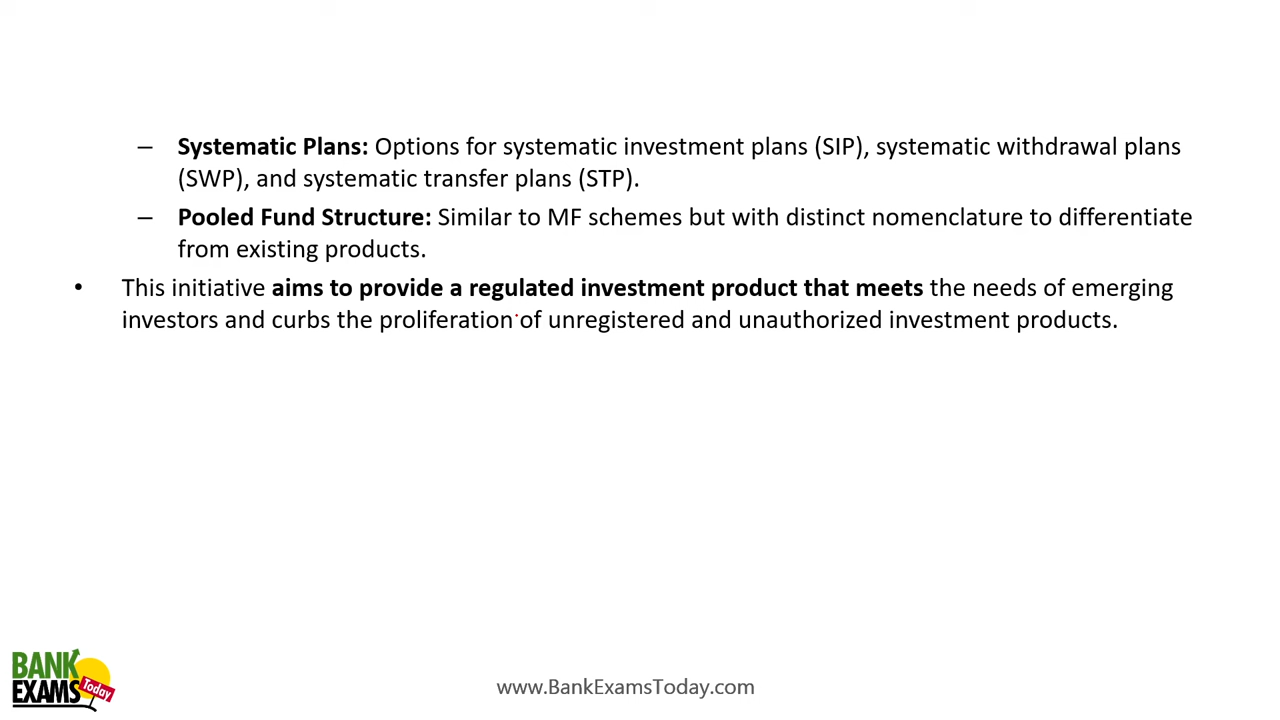 – Systematic Plans: Options for systematic investment plans (SIP), systematic withdrawal plans
(SWP), and systematic transfer plans (STP).
– Pooled Fund Structure: Similar to MF schemes but with distinct nomenclature to differentiate
from existing products.
• This initiative aims to provide a regulated investment product that meets the needs of emerging
investors and curbs the proliferation of unregistered and unauthorized investment products.
BANK
EXAMS
Today
www.BankExamsToday.com